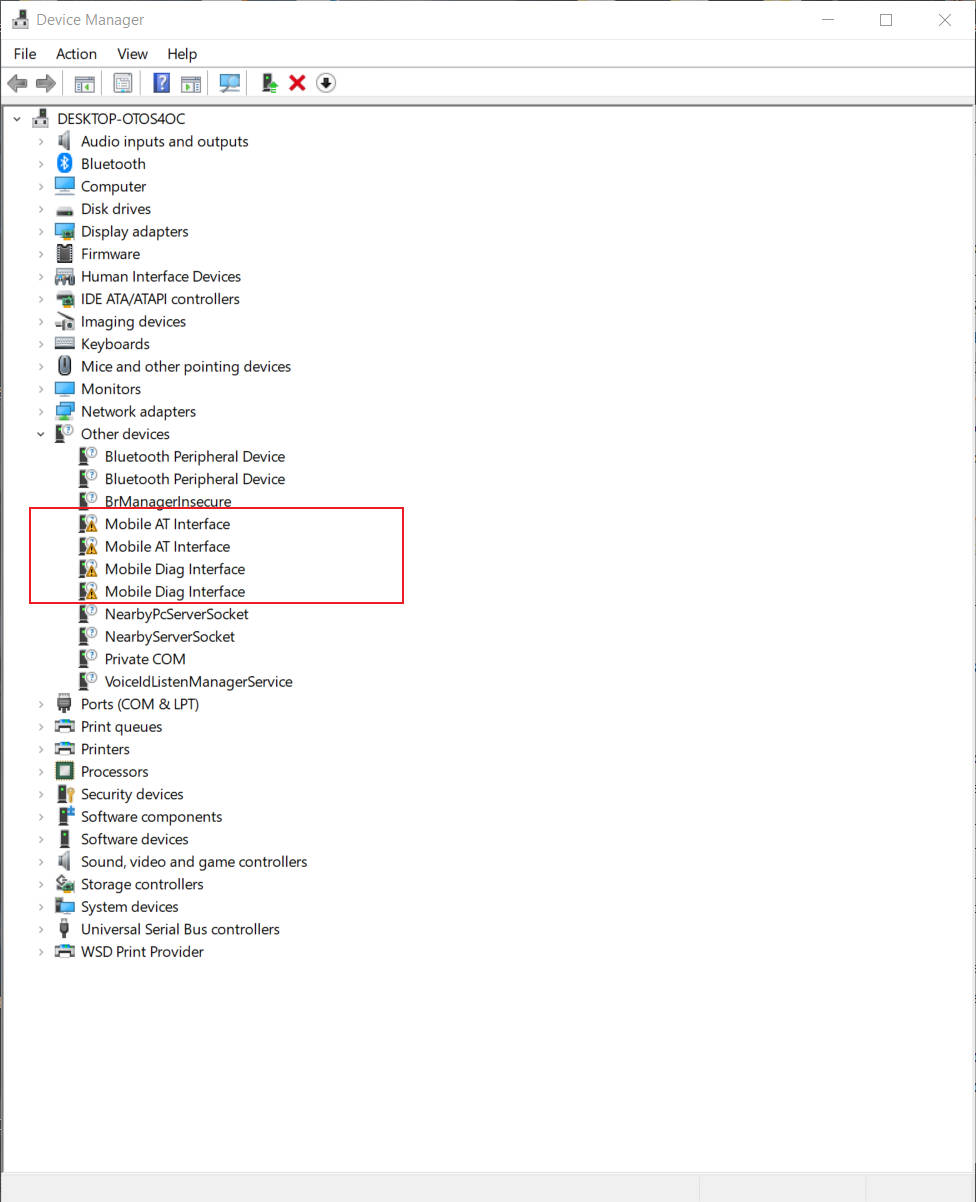 Device Manager
File Action View Help
DESKTOP-OTOS4OC
Audio inputs and outputs
Bluetooth
Computer
Disk drives
Display adapters
Firmware
Human Interface Devices
IDE ATA/ATAPI controllers
Imaging devices
Keyboards
Mice and other pointing devices
Monitors
Network adapters
Other devices
Bluetooth Peripheral Device
Bluetooth Peripheral Device
BrManagerInsecure
Mobile AT Interface
Mobile AT Interface
Mobile Diag Interface
Mobile Diag Interface
NearbyPcServerSocket
NearbyServerSocket
Private COM
VoiceIdListenManagerService
Ports (COM & LPT)
Print queues
Printers
Processors
Security devices
Software components
Software devices
Sound, video and game controllers
Storage controllers
System devices
Universal Serial Bus controllers
WSD Print Provider